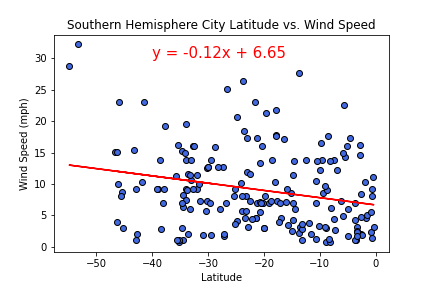 Southern Hemisphere City Latitude vs. Wind Speed
y = -0.12x + 6.65
Wind Speed (mph)
30
25
20
15
10
5
0
−50 −40 −30 −20 −10 0
Latitude